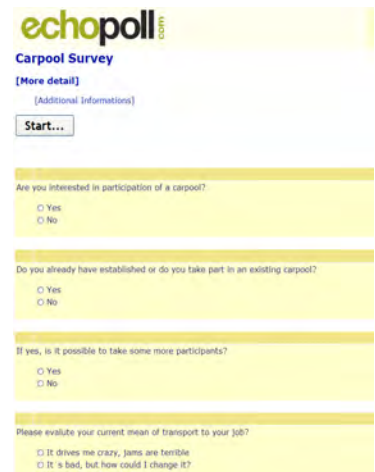 echopoll.com
Carpool Survey
[More detail]
[Additional Informations]
Start...
Are you interested in participation of a carpool?
Yes
No
Do you already have established or do you take part in an existing carpool?
Yes
No
If yes, is it possible to take some more participants?
Yes
No
Please evalute your current mean of transport to your job?
It drives me crazy, jams are terrible
It´s bad, but how could I change it?